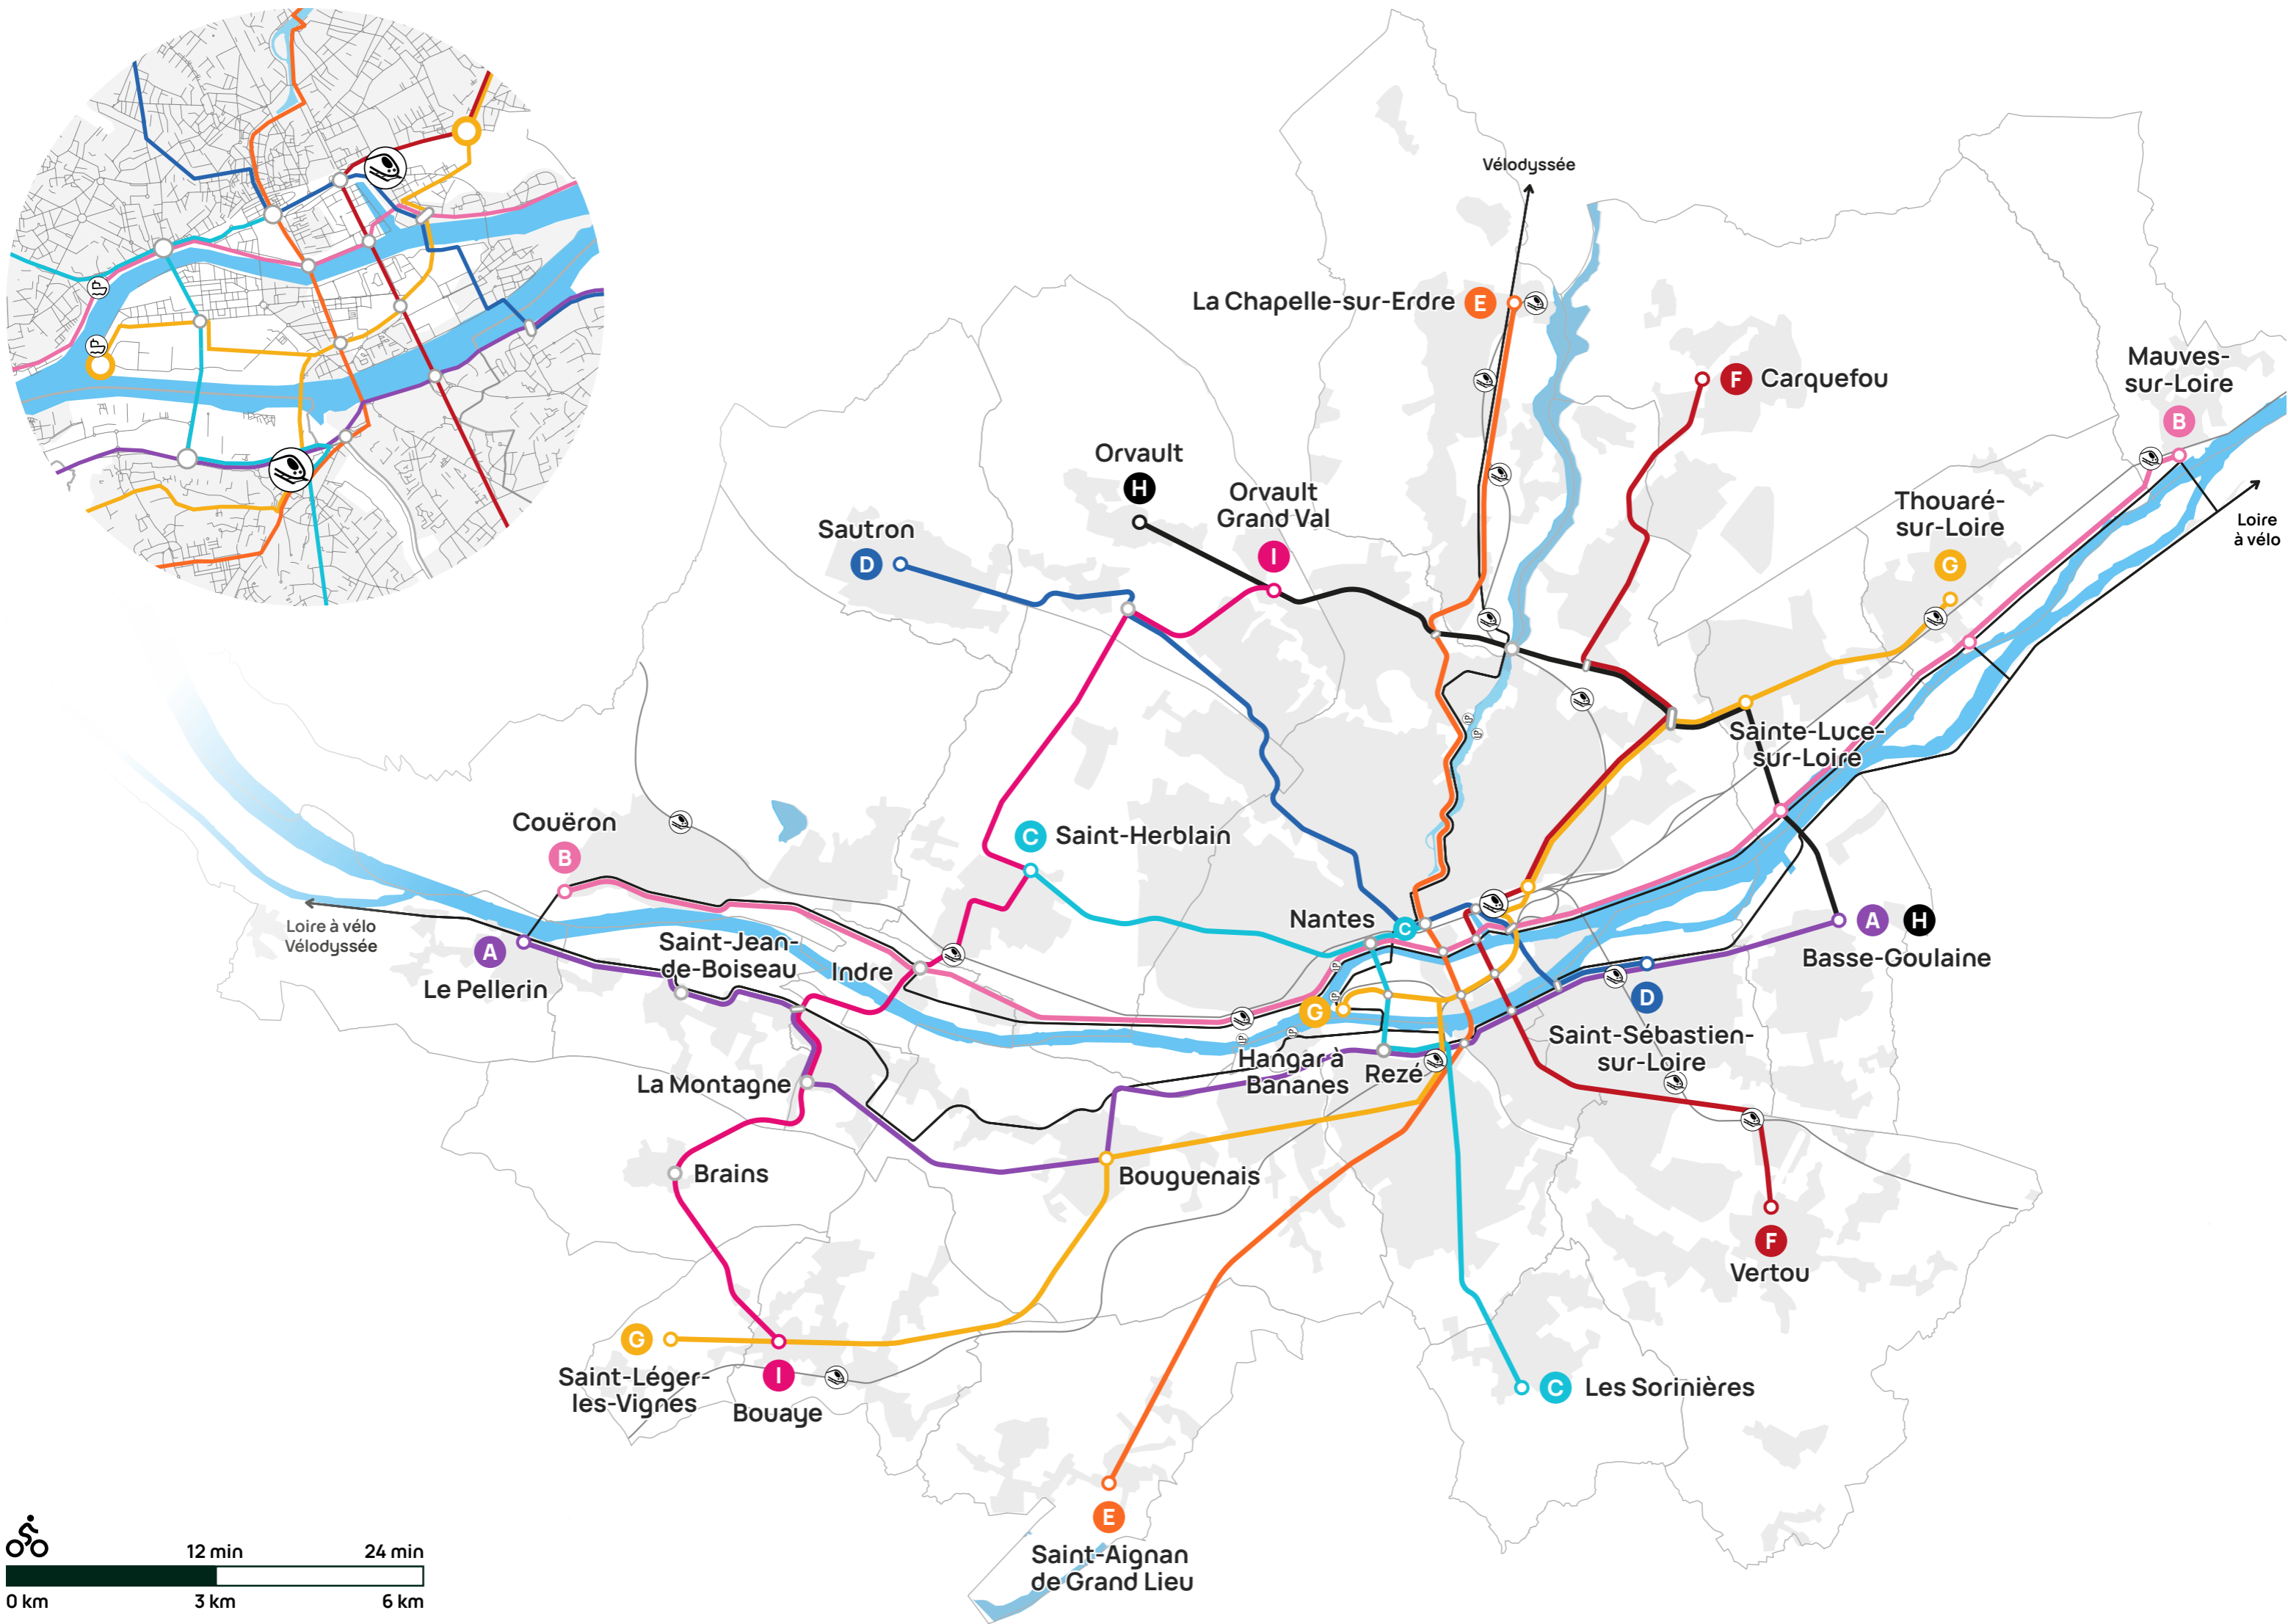 Vélodyssée
La Chapelle-sur-Erdre
E
F
Carquefou
Mauves-
sur-Loire
B
Orvault
H
Orvault
Grand Val
I
Thouaré-
sur-Loire
G
Loire
à vélo
Sautron
D
Sainte-Luce-
sur-Loire
Couëron
B
C
Saint-Herblain
Nantes
C
Loire à vélo
Vélodyssée
A
Le Pellerin
Saint-Jean-
de-Boiseau
Indre
A
H
Basse-Goulaine
G
D
Saint-Sébastien-
sur-Loire
Hangar à
Bananes
Rezé
La Montagne
Brains
Bouguenais
F
Vertou
G
Saint-Léger-
les-Vignes
I
Bouaye
C
Les Sorinières
E
Saint-Aignan
de Grand Lieu
12 min
24 min
0 km
3 km
6 km